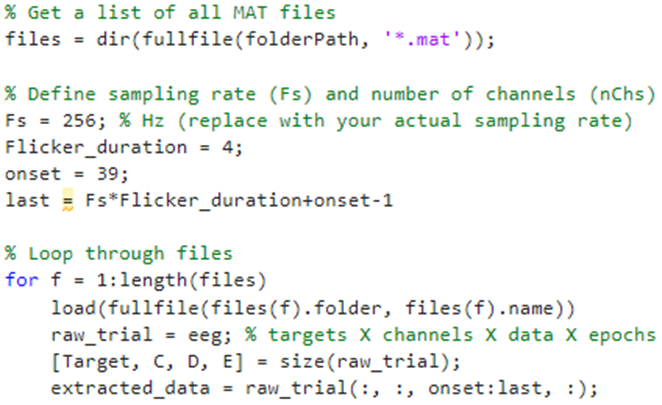 % Get a list of all MAT files
files = dir(fullfile(folderPath, '*.mat'));
% Define sampling rate (Fs) and number of channels (nChs)
Fs = 256; % Hz (replace with your actual sampling rate)
Flicker_duration = 4;
onset = 39;
last = Fs*Flicker_duration+onset-1
% Loop through files
for f = 1:length(files)
load(fullfile(files(f).folder, files(f).name))
raw_trial = eeg; % targets X channels X data X epochs
[Target, C, D, E] = size(raw_trial);
extracted_data = raw_trial(:, :, onset:last, :);